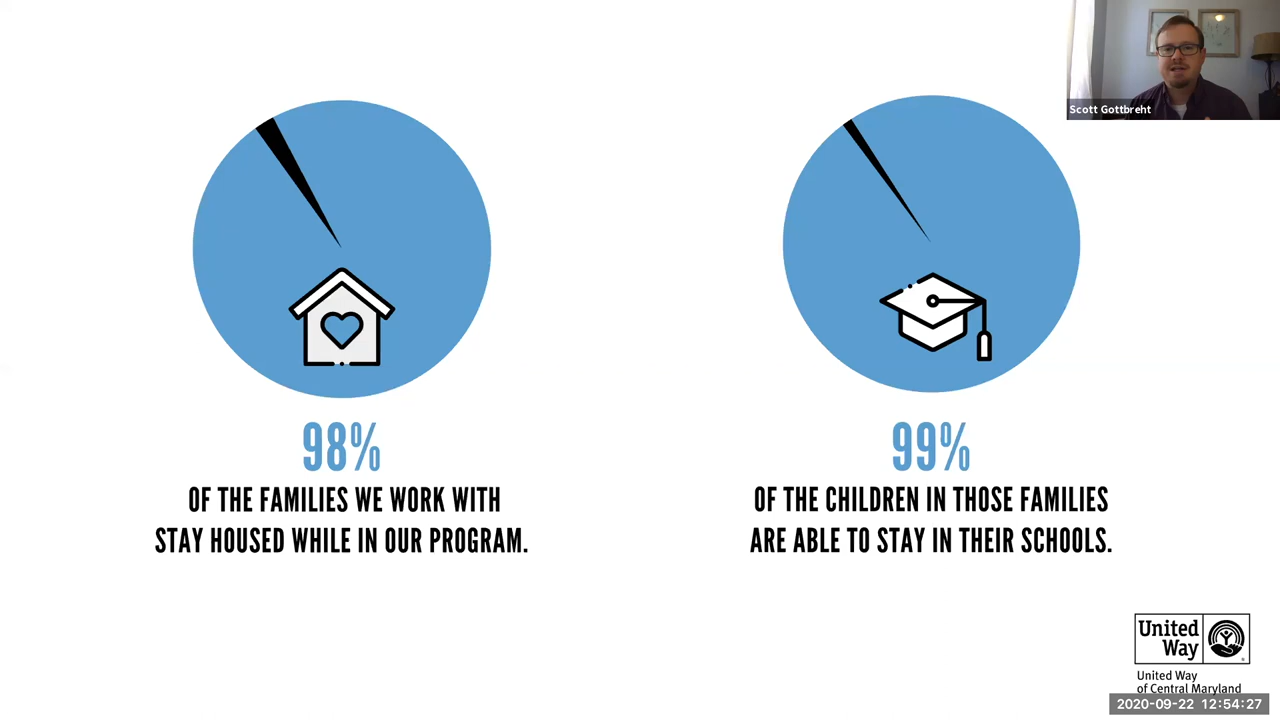 Scott Gottbreht
98%
OF THE FAMILIES WE WORK WITH
STAY HOUSED WHILE IN OUR PROGRAM.
99%
OF THE CHILDREN IN THOSE FAMILIES
ARE ABLE TO STAY IN THEIR SCHOOLS.
United
Way
United Way
of Central Maryland
2020-09-22 12:54:27